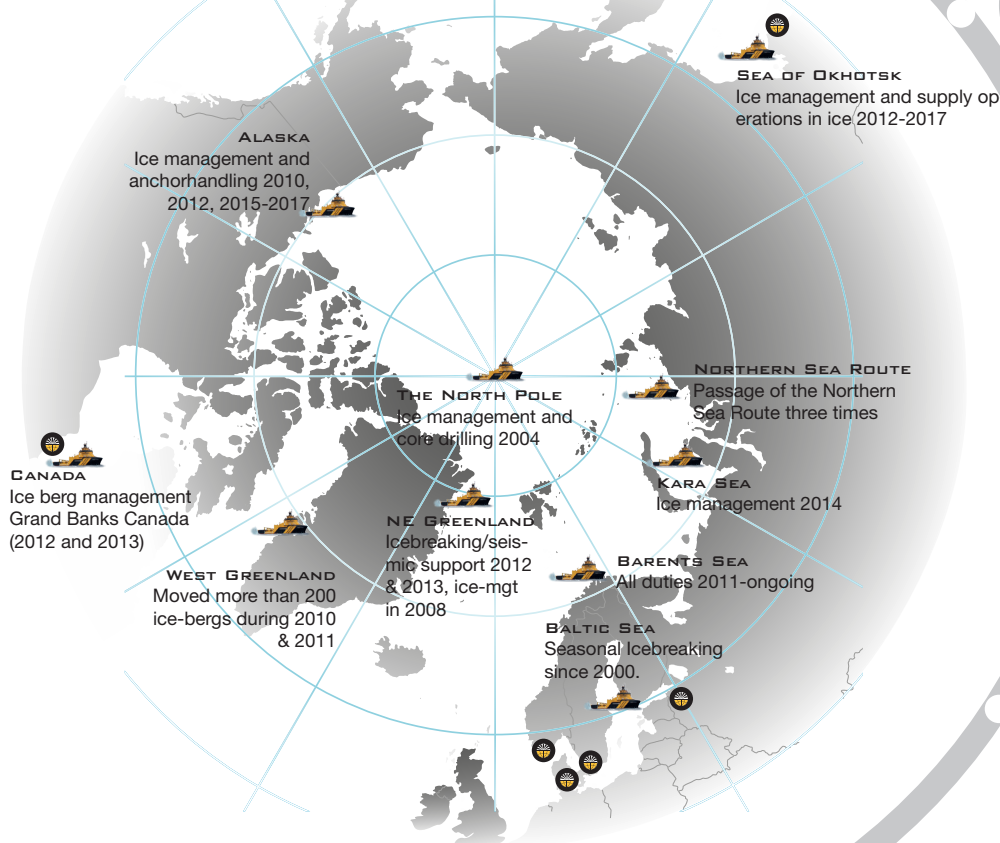 SEA OF OKHOTSK
Ice management and supply op
erations in ice 2012-2017
ALASKA
Ice management and
anchorhandling 2010,
2012, 2015-2017
NORTHERN SEA ROUTE
Passage of the Northern
Sea Route three times
THE NORTH POLE
Ice management and
core drilling 2004
CANADA
Ice berg management
Grand Banks Canada
(2012 and 2013)
KARA SEA
Ice management 2014
NE GREENLAND
Icebreaking/seis-
mic support 2012
& 2013, ice-mgt
in 2008
WEST GREENLAND
Moved more than 200
ice-bergs during 2010
& 2011
BARENTS SEA
All duties 2011-ongoing
BALTIC SEA
Seasonal Icebreaking
since 2000.